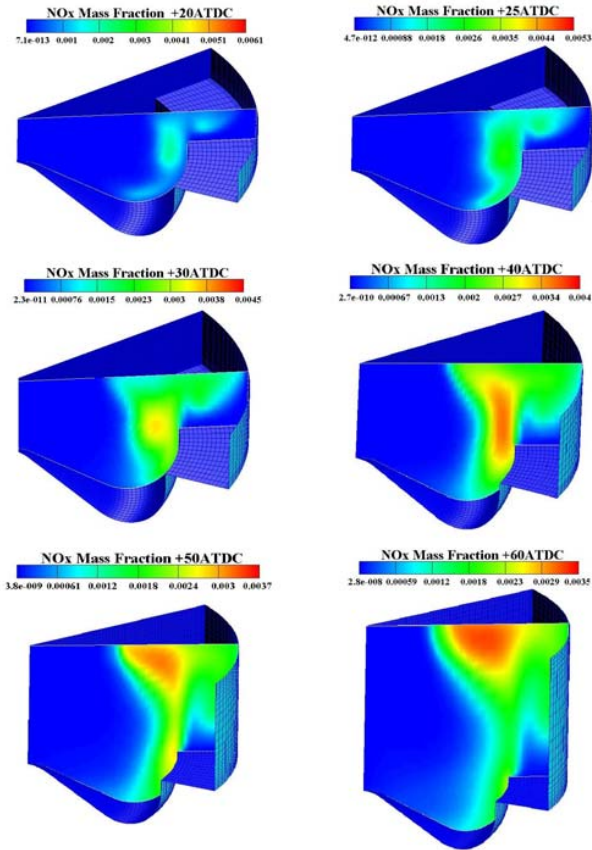 NOx Mass Fraction +20ATDC
7.1e-013 0.001 0.002 0.0041 0.0051 0.0061
NOx Mass Fraction +25ATDC
4.7e-012 0.00088 0.0018 0.0026 0.0035 0.0044 0.0053
NOx Mass Fraction +30ATDC
2.3e-011 0.00076 0.0015 0.0023 0.003 0.0038 0.0045
NOx Mass Fraction +40ATDC
2.7e-010 0.00067 0.0013 0.002 0.0027 0.0034 0.004
NOx Mass Fraction +50ATDC
3.8e-009 0.00061 0.0012 0.0018 0.0024 0.003 0.0037
NOx Mass Fraction +60ATDC
2.8e-008 0.00059 0.0012 0.0018 0.0023 0.0029 0.0035